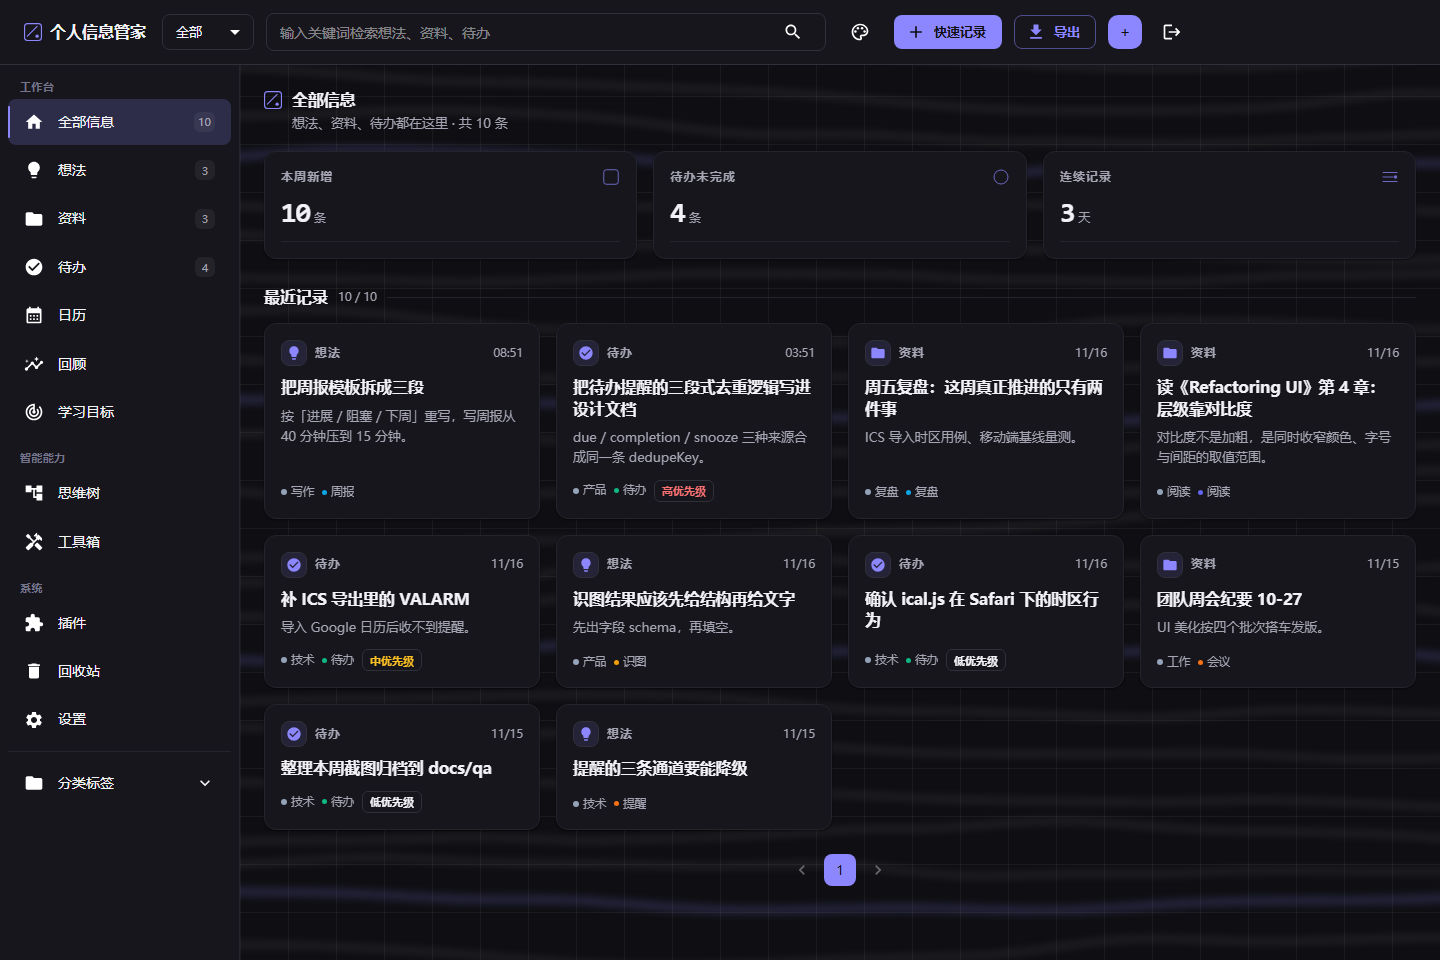 个人信息管家
全部
输入关键词检索想法、资料、待办
快速记录
导出
+
工作台
全部信息 10
想法 3
资料 3
待办 4
日历
回顾
学习目标
智能能力
思维树
工具箱
系统
插件
回收站
设置
分类标签
全部信息
想法、资料、待办都在这里 · 共 10 条
本周新增
10 条
待办未完成
4 条
连续记录
3 天
最近记录 10 / 10
想法 08:51
把周报模板拆成三段
按「进展 / 阻塞 / 下周」重写，写周报从
40 分钟压到 15 分钟。
写作 周报
待办 03:51
把待办提醒的三段式去重逻辑写进
设计文档
due / completion / snooze 三种来源合
成同一条 dedupeKey。
产品 待办 高优先级
资料 11/16
周五复盘：这周真正推进的只有两
件事
ICS 导入时区用例、移动端基线量测。
复盘 复盘
资料 11/16
读《Refactoring UI》第 4 章：
层级靠对比度
对比度不是加粗，是同时收窄颜色、字号
与间距的取值范围。
阅读 阅读
待办 11/16
补 ICS 导出里的 VALARM
导入 Google 日历后收不到提醒。
技术 待办 中优先级
想法 11/16
识图结果应该先给结构再给文字
先出字段 schema，再填空。
产品 识图
待办 11/16
确认 ical.js 在 Safari 下的时区行
为
技术 待办 低优先级
资料 11/15
团队周会纪要 10-27
UI 美化按四个批次搭车发版。
工作 会议
待办 11/15
整理本周截图归档到 docs/qa
技术 待办 低优先级
想法 11/15
提醒的三条通道要能降级
技术 提醒
1